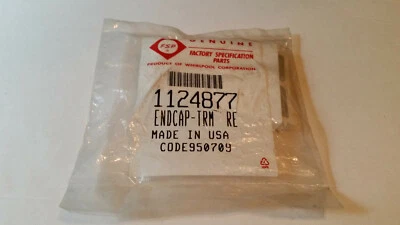 FSP
GENUINE
FACTORY SPECIFICATION
PARTS
PRODUCT OF WHIRLPOOL CORPORATION
1124877
ENDCAP-TRM RE
MADE IN USA
CODE950709